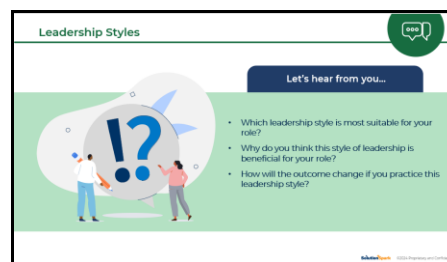 Leadership Styles
Let's hear from you...
!?
• Which leadership style is most suitable for your
role?
• Why do you think this style of leadership is
beneficial for your role?
• How will the outcome change if you practice this
leadership style?